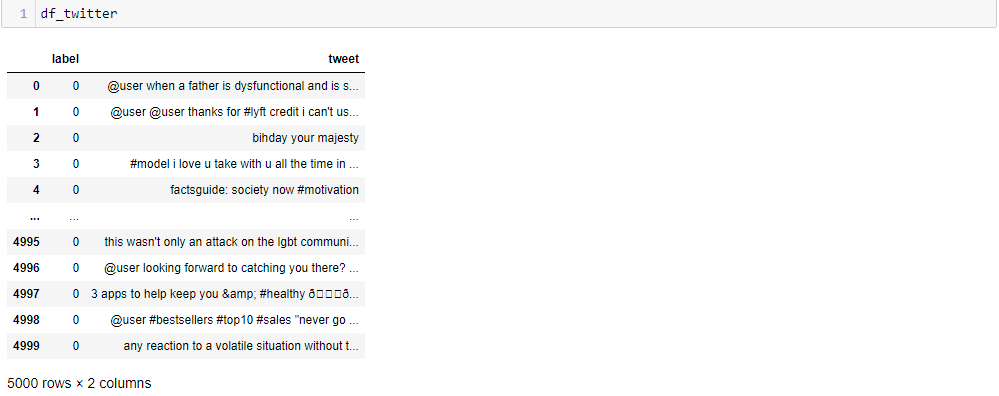 1 df_twitter
label tweet
0 0 @user when a father is dysfunctional and is s...
1 0 @user @user thanks for #lyft credit i can't us...
2 0 bihday your majesty
3 0 #model i love u take with u all the time in ...
4 0 factsguide: society now #motivation
... ... ...
4995 0 this wasn't only an attack on the lgbt communi...
4996 0 @user looking forward to catching you there? ...
4997 0 3 apps to help keep you &amp; #healthy ð...
4998 0 @user #bestsellers #top10 #sales "never go ...
4999 0 any reaction to a volatile situation without t...
5000 rows × 2 columns